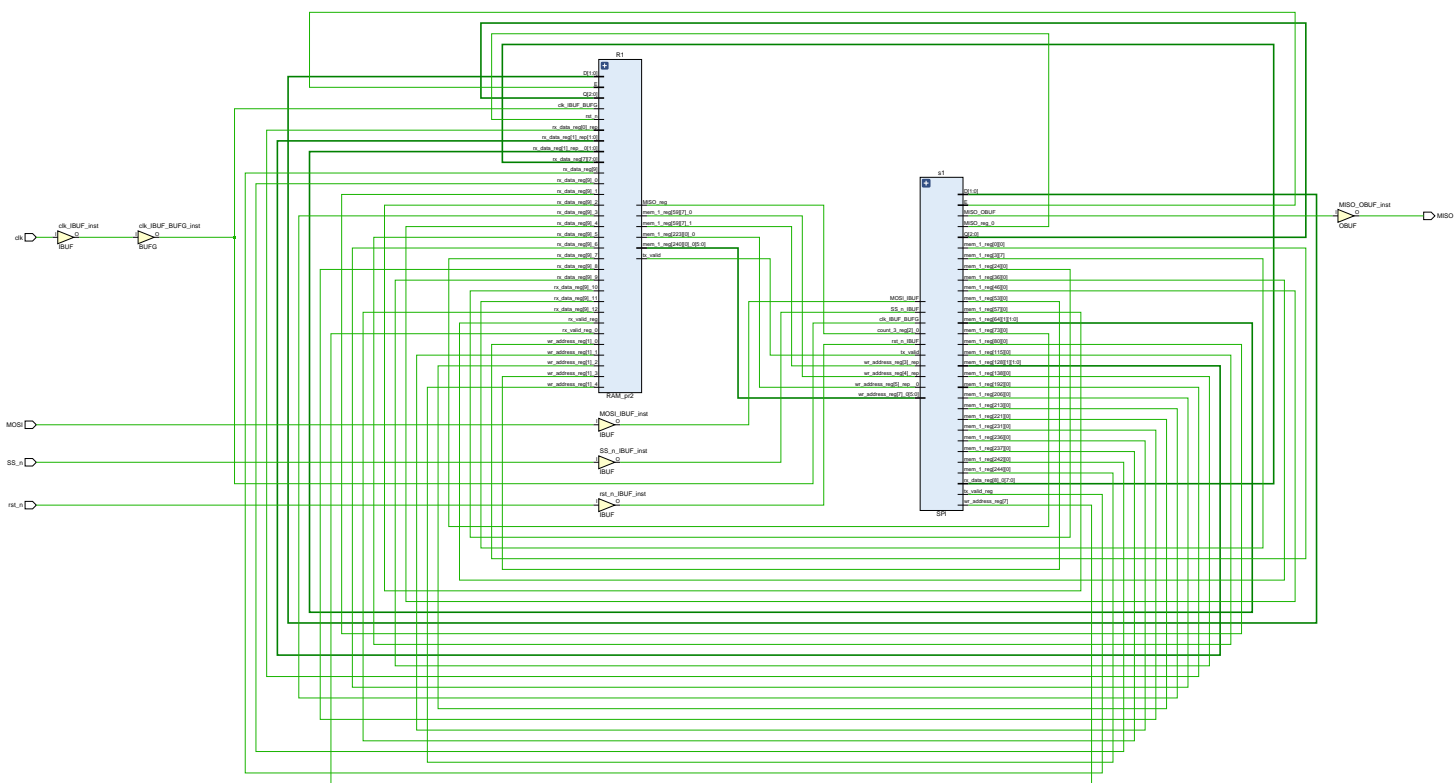 R1
D[1:0]
E
Q[2:0]
clk_IBUF_BUFG
rst_n
rx_data_reg[0]_rep
rx_data_reg[1]_rep[1:0]
rx_data_reg[1]_rep__0[1:0]
rx_data_reg[7][7:0]
rx_data_reg[9]
rx_data_reg[9]_0
rx_data_reg[9]_1
rx_data_reg[9]_2
rx_data_reg[9]_3
rx_data_reg[9]_4
rx_data_reg[9]_5
rx_data_reg[9]_6
rx_data_reg[9]_7
rx_data_reg[9]_8
rx_data_reg[9]_9
rx_data_reg[9]_10
rx_data_reg[9]_11
rx_data_reg[9]_12
rx_valid_reg
rx_valid_reg_0
wr_address_reg[1]_0
wr_address_reg[1]_1
wr_address_reg[1]_2
wr_address_reg[1]_3
wr_address_reg[1]_4
MISO_reg
mem_1_reg[59][7]_0
mem_1_reg[59][7]_1
mem_1_reg[223][0]_0
mem_1_reg[240][0]_0[5:0]
tx_valid
RAM_pr2
s1
MOSI_IBUF
SS_n_IBUF
clk_IBUF_BUFG
count_3_reg[2]_0
rst_n_IBUF
tx_valid
wr_address_reg[3]_rep
wr_address_reg[4]_rep
wr_address_reg[5]_rep__0
wr_address_reg[7]_0[5:0]
D[1:0]
E
MISO_OBUF
MISO_reg_0
Q[2:0]
mem_1_reg[0][0]
mem_1_reg[3][7]
mem_1_reg[24][0]
mem_1_reg[36][0]
mem_1_reg[46][0]
mem_1_reg[53][0]
mem_1_reg[57][0]
mem_1_reg[64][1][1:0]
mem_1_reg[73][0]
mem_1_reg[80][0]
mem_1_reg[115][0]
mem_1_reg[128][1][1:0]
mem_1_reg[138][0]
mem_1_reg[192][0]
mem_1_reg[206][0]
mem_1_reg[213][0]
mem_1_reg[221][0]
mem_1_reg[231][0]
mem_1_reg[236][0]
mem_1_reg[237][0]
mem_1_reg[242][0]
mem_1_reg[244][0]
rx_data_reg[8]_0[7:0]
tx_valid_reg
wr_address_reg[7]
SPI
clk
clk_IBUF_inst
I
O
IBUF
clk_IBUF_BUFG_inst
I
O
BUFG
MISO_OBUF_inst
I
O
OBUF
MISO
MOSI
MOSI_IBUF_inst
I
O
IBUF
SS_n
SS_n_IBUF_inst
I
O
IBUF
rst_n
rst_n_IBUF_inst
I
O
IBUF